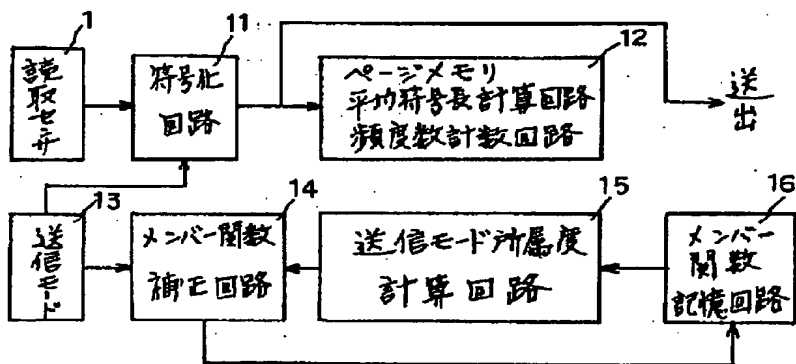 1
読取センサ
11
符号化
回路
12
ページメモリ
平均符号長計算回路
頻度数計数回路
送出
13
送信モード
14
メンバー関数
補正回路
15
送信モード所属度
計算回路
16
メンバー
関数
記憶回路